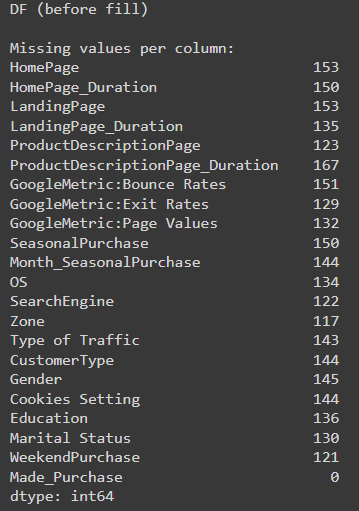 DF (before fill)
Missing values per column:
HomePage 153
HomePage_Duration 150
LandingPage 153
LandingPage_Duration 135
ProductDescriptionPage 123
ProductDescriptionPage_Duration 167
GoogleMetric:Bounce Rates 151
GoogleMetric:Exit Rates 129
GoogleMetric:Page Values 132
SeasonalPurchase 150
Month_SeasonalPurchase 144
OS 134
SearchEngine 122
Zone 117
Type of Traffic 143
CustomerType 144
Gender 145
Cookies Setting 144
Education 136
Marital Status 130
WeekendPurchase 121
Made_Purchase 0
dtype: int64